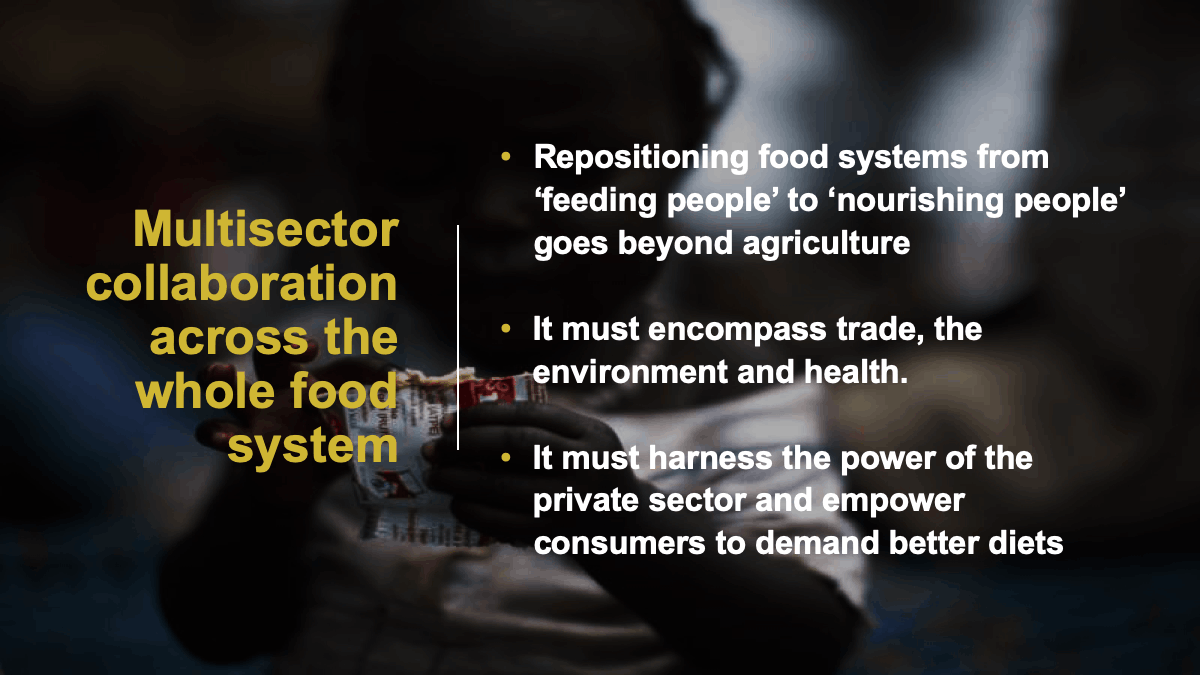 Multisector
collaboration
across the
whole food
system
• Repositioning food systems from
‘feeding people’ to ‘nourishing people’
goes beyond agriculture
• It must encompass trade, the
environment and health.
• It must harness the power of the
private sector and empower
consumers to demand better diets